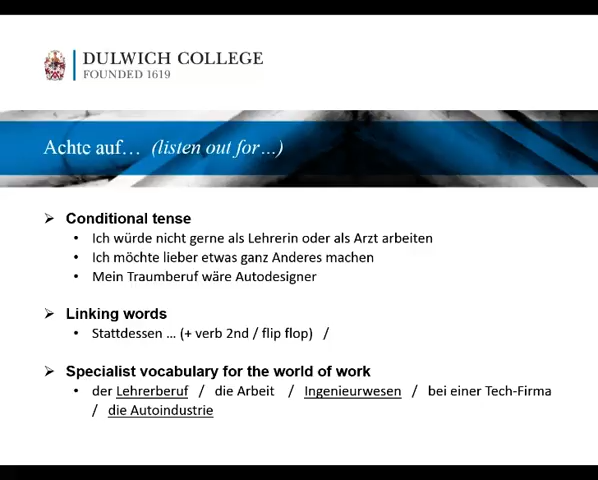 DULWICH COLLEGE
FOUNDED 1619
Achte auf… (listen out for…)
➢ Conditional tense
• Ich würde nicht gerne als Lehrerin oder als Arzt arbeiten
• Ich möchte lieber etwas ganz Anderes machen
• Mein Traumberuf wäre Autodesigner
➢ Linking words
• Stattdessen … (+ verb 2nd / flip flop) /
➢ Specialist vocabulary for the world of work
• der Lehrerberuf / die Arbeit / Ingenieurwesen / bei einer Tech-Firma
/ die Autoindustrie